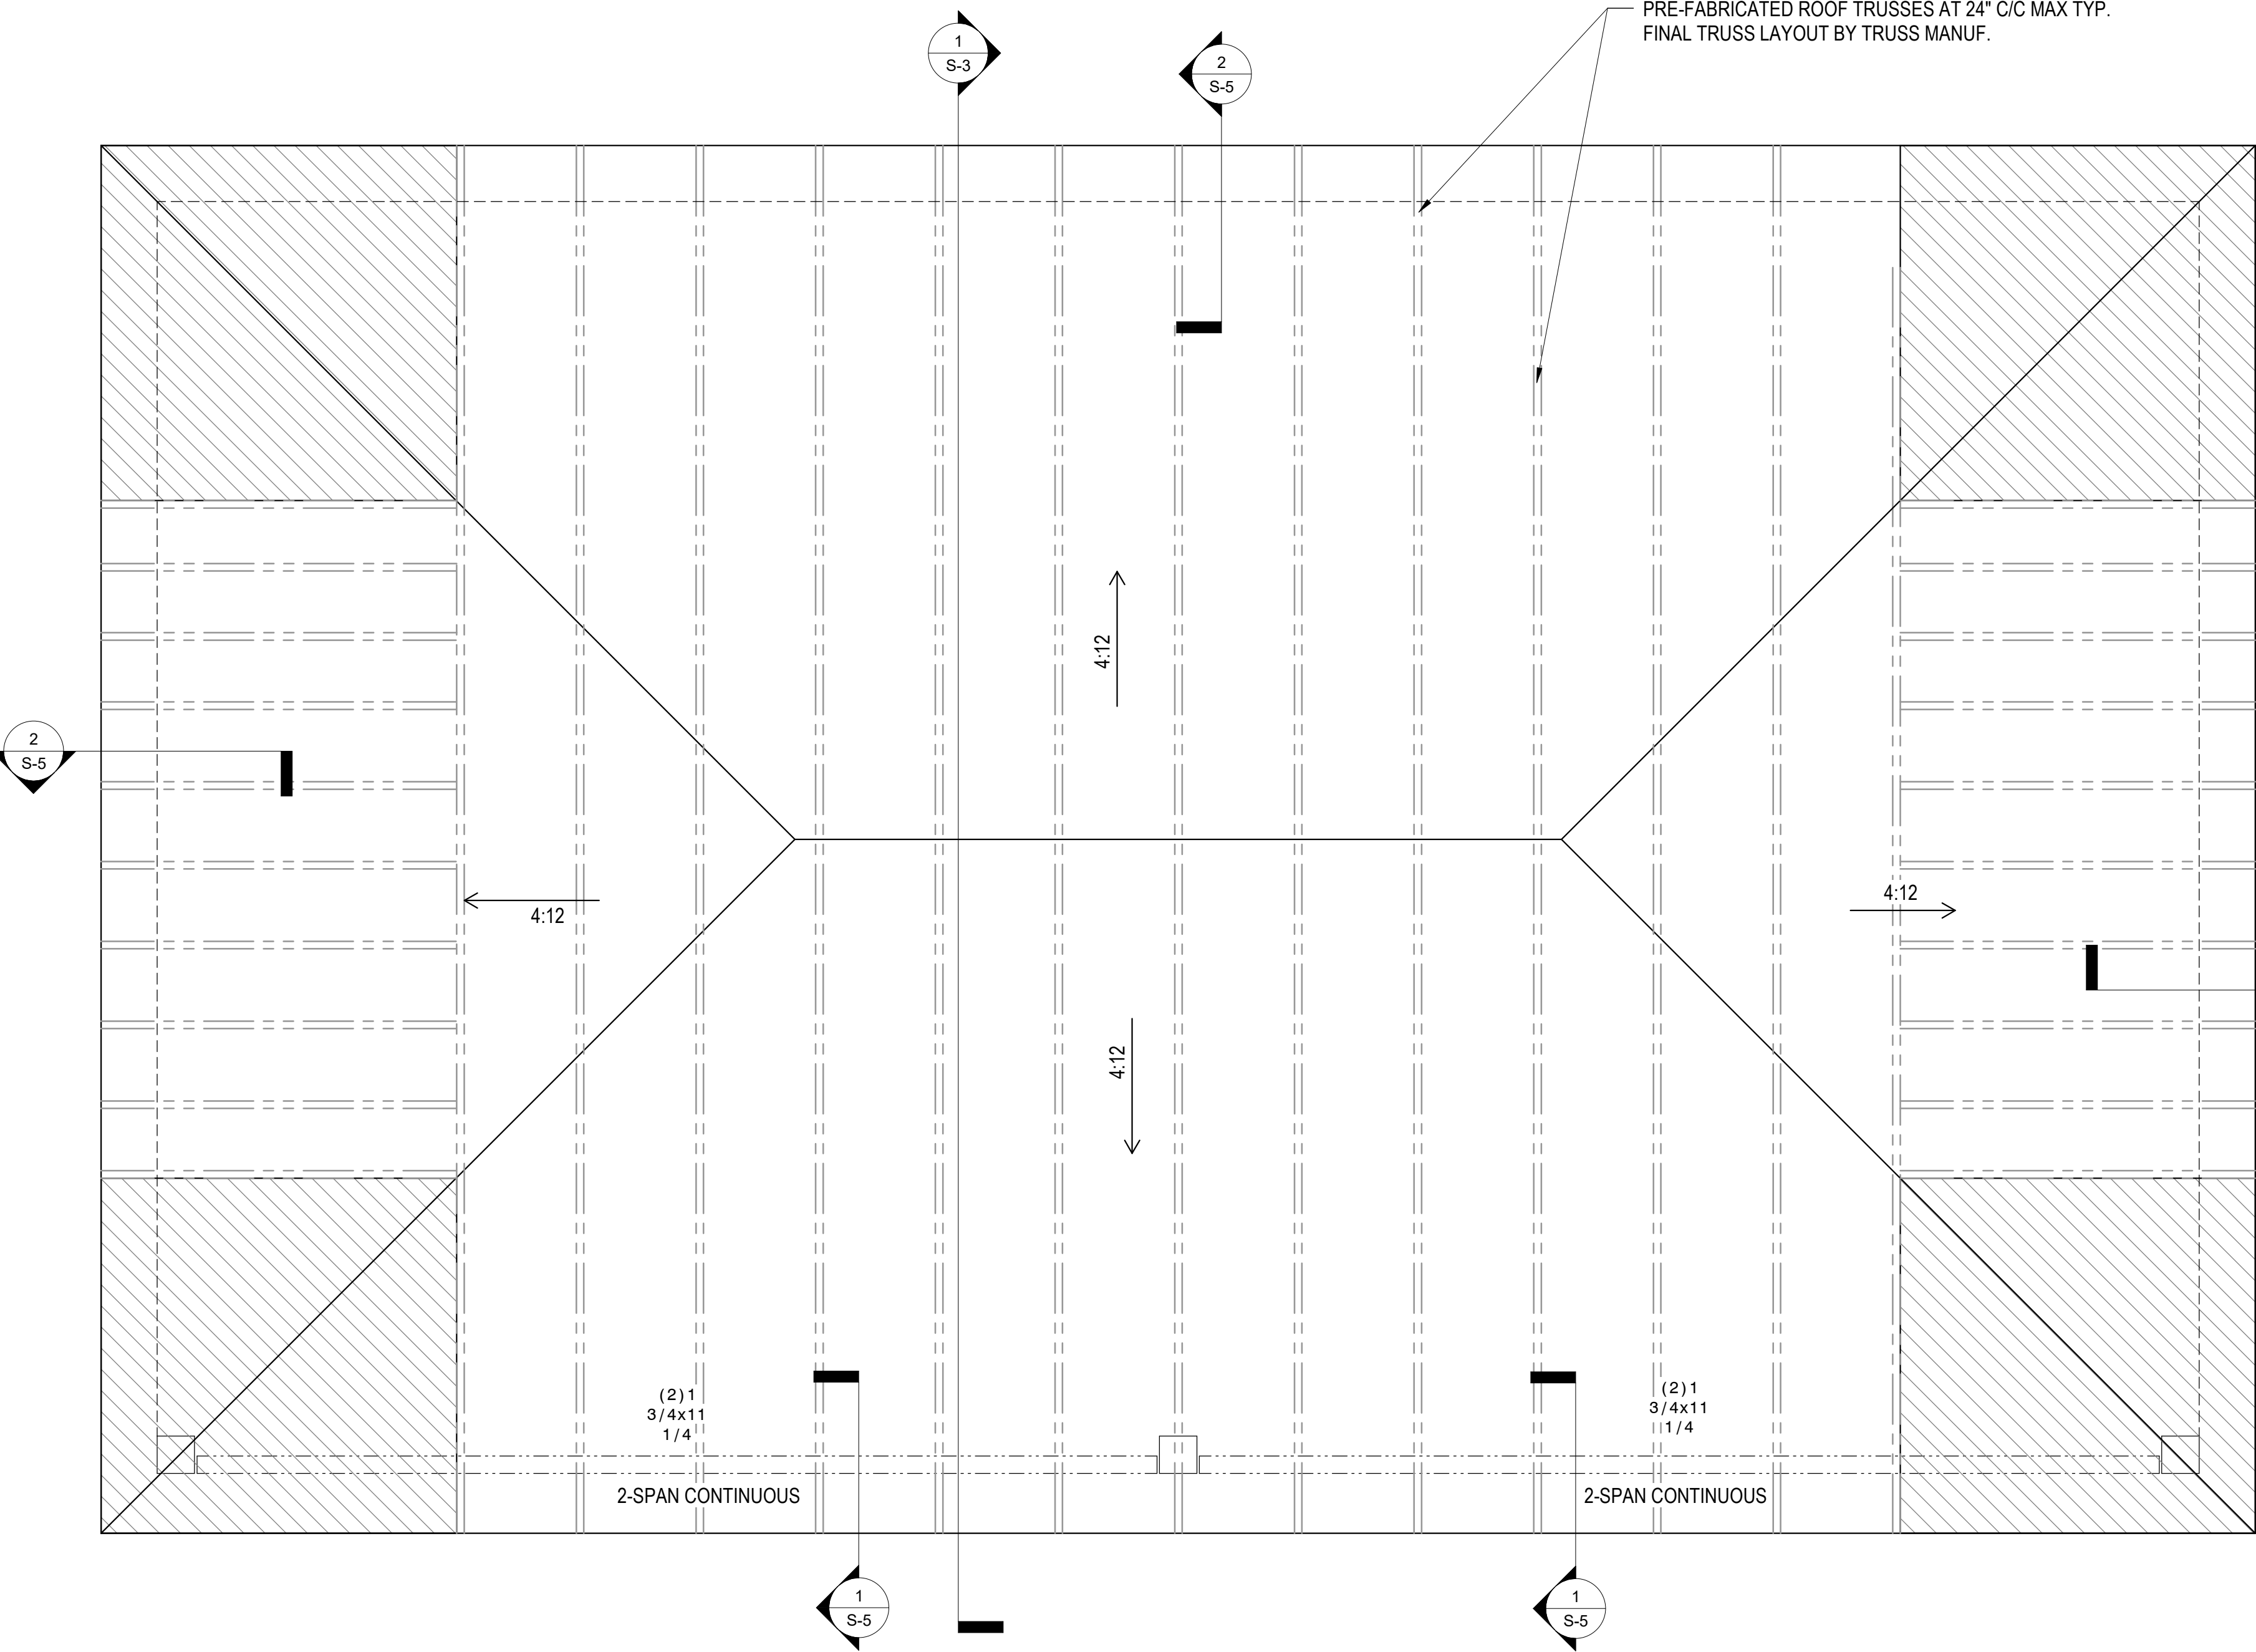 PRE-FABRICATED ROOF TRUSSES AT 24" C/C MAX TYP.
FINAL TRUSS LAYOUT BY TRUSS MANUF.
1
S-3
2
S-5
4:12
2
S-5
4:12
4:12
4:12
(2)1
3/4x11
1/4
(2)1
3/4x11
1/4
2-SPAN CONTINUOUS
2-SPAN CONTINUOUS
1
S-5
1
S-5